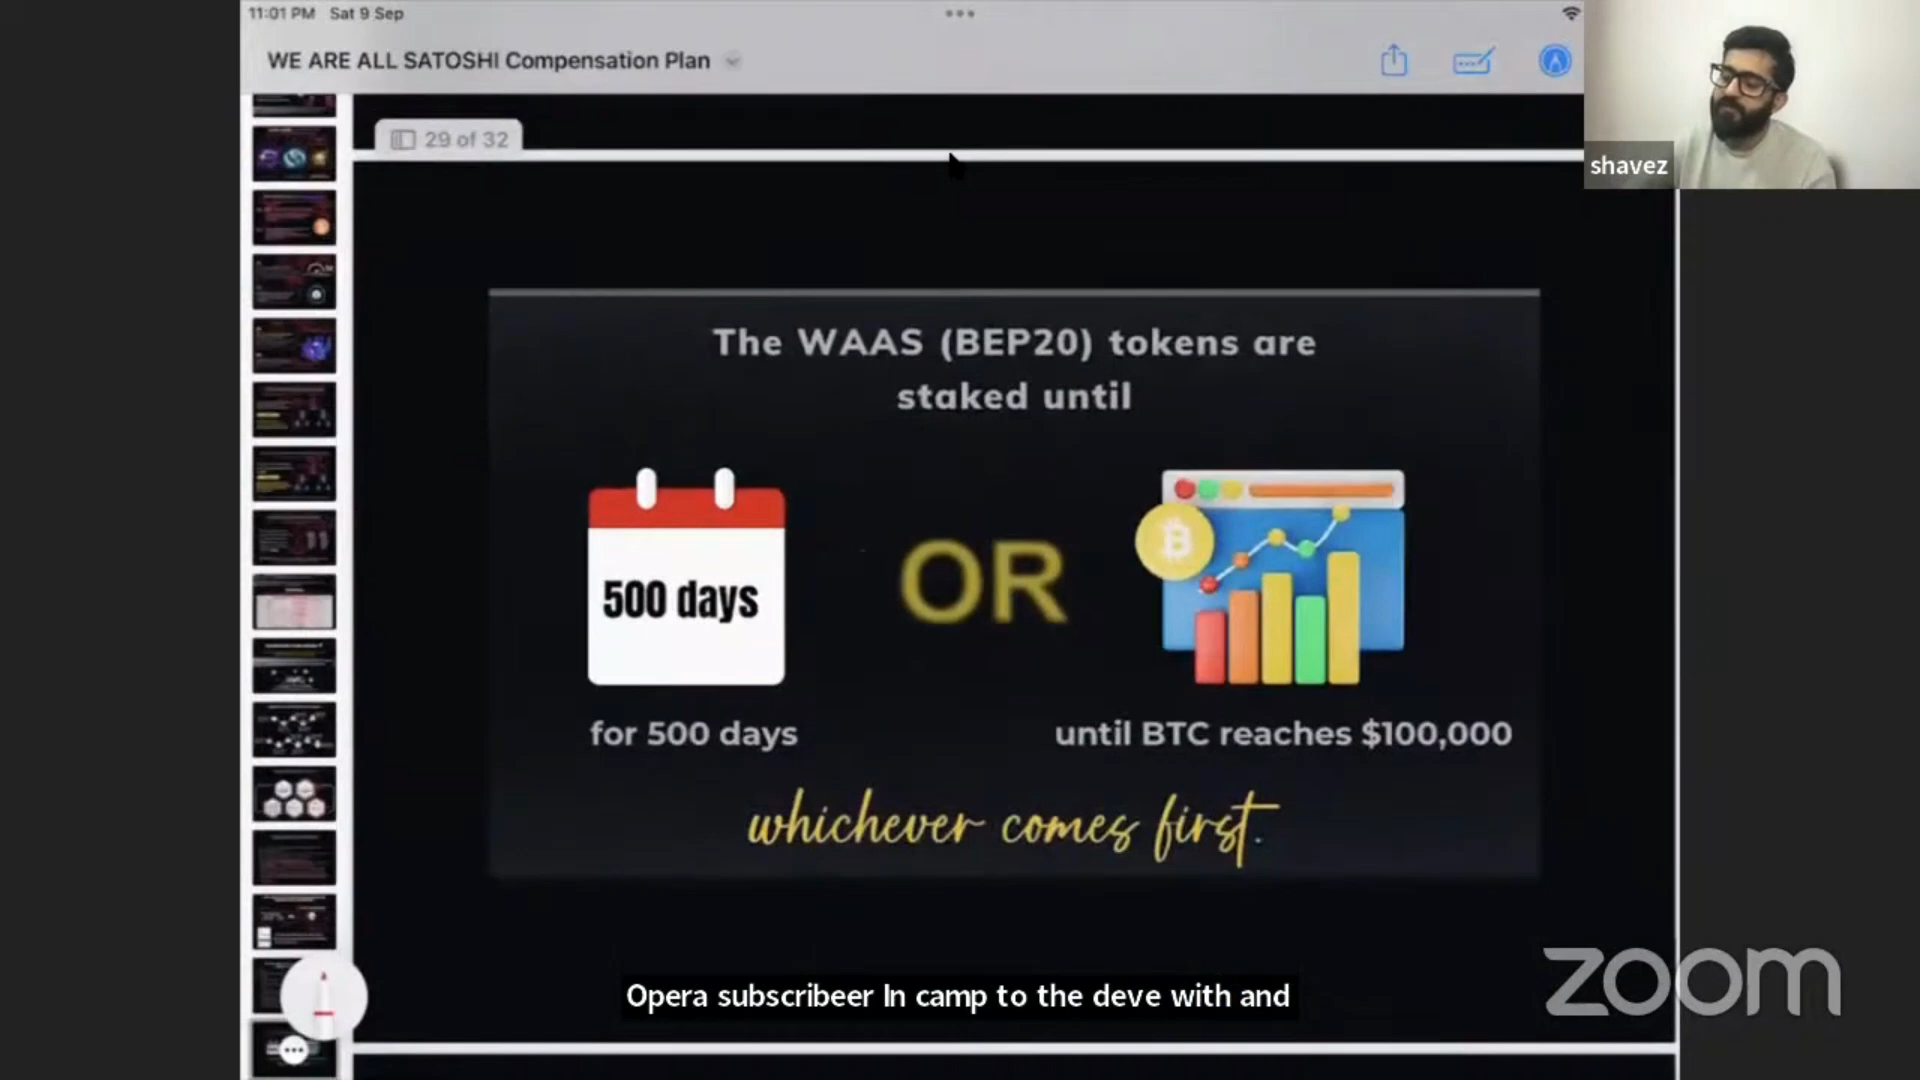 11:01 PM Sat 9 Sep
WE ARE ALL SATOSHI Compensation Plan
shavez
29 of 32
The WAAS (BEP20) tokens are
staked until
500 days
OR
for 500 days
until BTC reaches $100,000
whichever comes first.
Opera subscribeer In camp to the deve with and
zoom